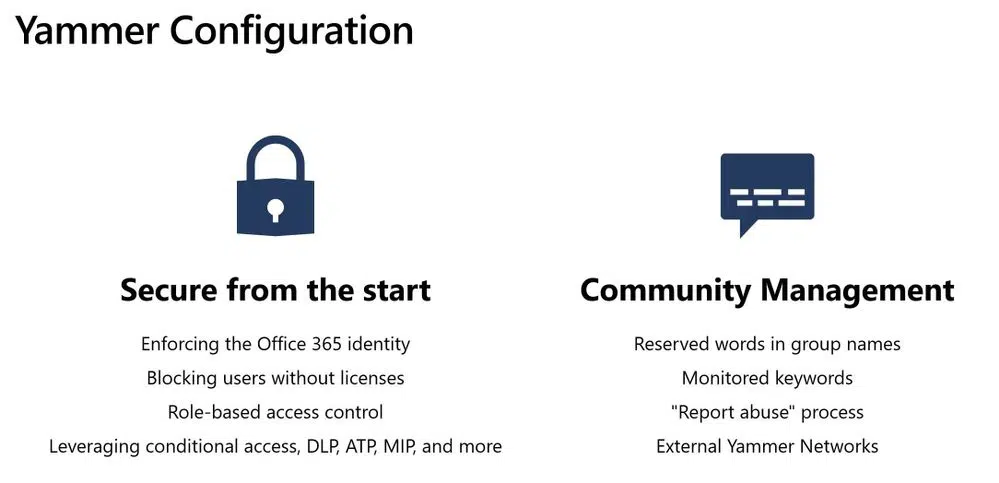 Yammer Configuration
Secure from the start
Enforcing the Office 365 identity
Blocking users without licenses
Role-based access control
Leveraging conditional access, DLP, ATP, MIP, and more
Community Management
Reserved words in group names
Monitored keywords
"Report abuse" process
External Yammer Networks